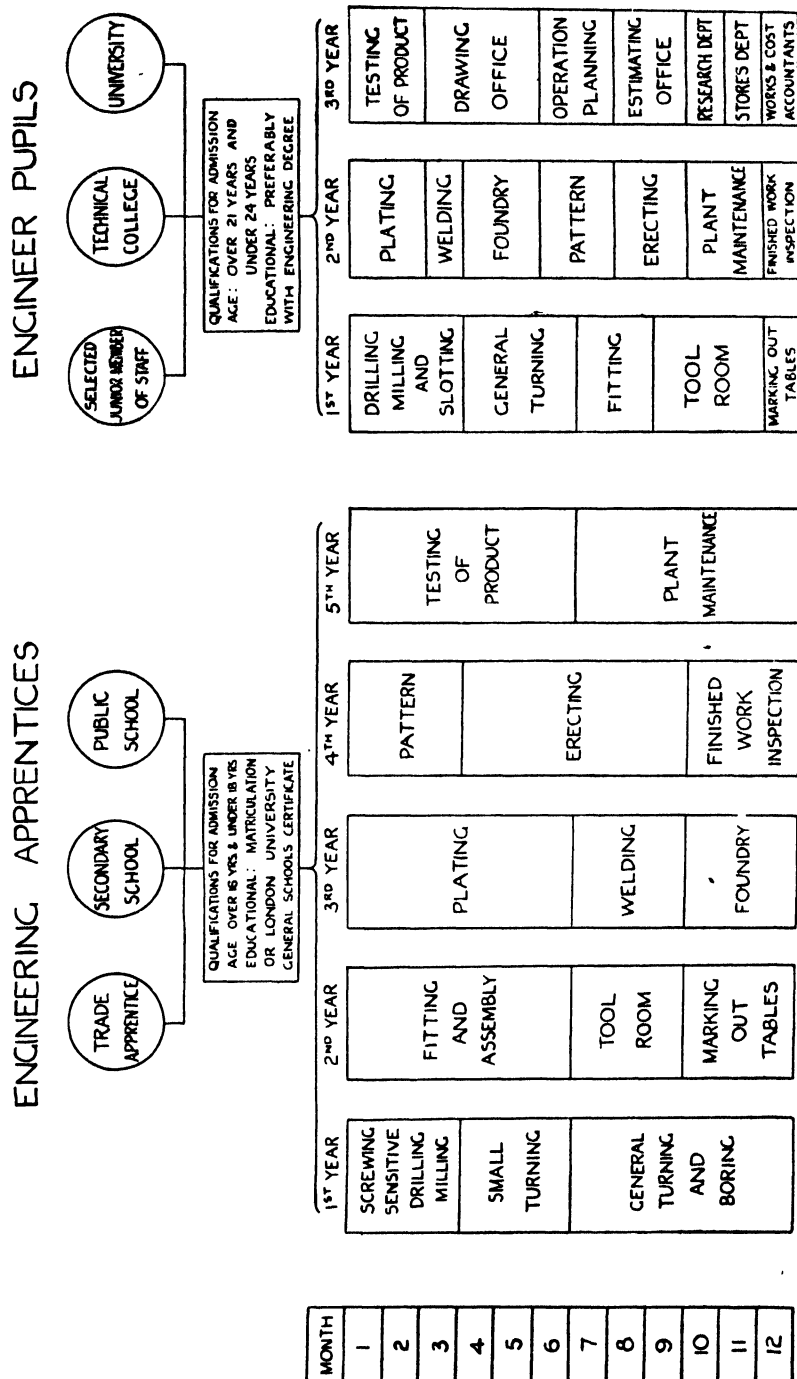 ENGINEERING APPRENTICES
TRADE
APPRENTICE
SECONDARY
SCHOOL
PUBLIC
SCHOOL
QUALIFICATIONS FOR ADMISSION
AGE OVER 16 YRS & UNDER 18 YRS
EDUCATIONAL: MATRICULATION
OR LONDON UNIVERSITY
GENERAL SCHOOLS CERTIFICATE
MONTH
1
2
3
4
5
6
7
8
9
10
11
12
1ST YEAR
SCREWING
SENSITIVE
DRILLING
MILLING
SMALL
TURNING
GENERAL
TURNING
AND
BORING
2ND YEAR
FITTING
AND
ASSEMBLY
TOOL
ROOM
MARKING
OUT
TABLES
3RD YEAR
PLATING
WELDING
FOUNDRY
4TH YEAR
PATTERN
ERECTING
FINISHED
WORK
INSPECTION
5TH YEAR
TESTING
OF
PRODUCT
PLANT
MAINTENANCE
ENGINEER PUPILS
SELECTED
JUNIOR MEMBER
OF STAFF
TECHNICAL
COLLEGE
UNIVERSITY
QUALIFICATIONS FOR ADMISSION
AGE: OVER 21 YEARS AND
UNDER 24 YEARS
EDUCATIONAL: PREFERABLY
WITH ENGINEERING DEGREE
1ST YEAR
DRILLING
MILLING
AND
SLOTTING
GENERAL
TURNING
FITTING
TOOL
ROOM
MARKING OUT
TABLES
2ND YEAR
PLATING
WELDING
FOUNDRY
PATTERN
ERECTING
PLANT
MAINTENANCE
FINISHED WORK
INSPECTION
3RD YEAR
TESTING
OF PRODUCT
DRAWING
OFFICE
OPERATION
PLANNING
ESTIMATING
OFFICE
RESEARCH DEPT
STORES DEPT
WORKS & COST
ACCOUNTANTS